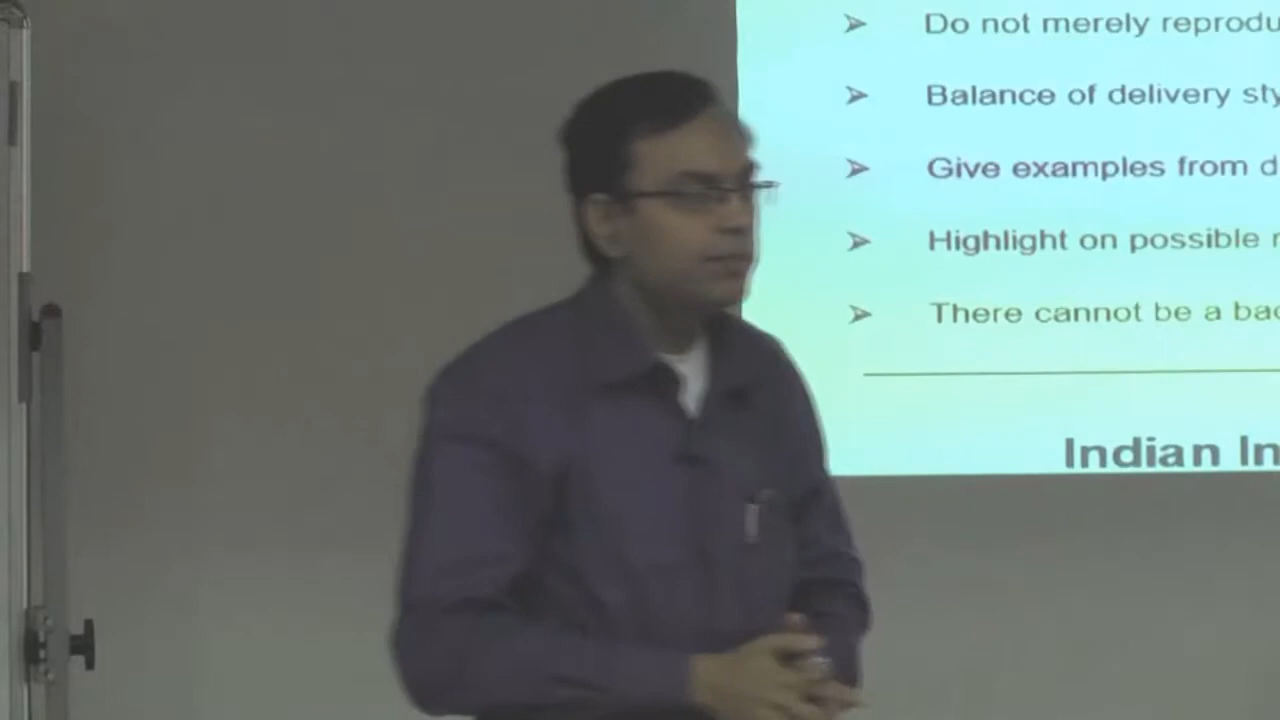 Do not merely reprodu
Balance of delivery sty
Give examples from d
Highlight on possible r
There cannot be a bac
Indian In